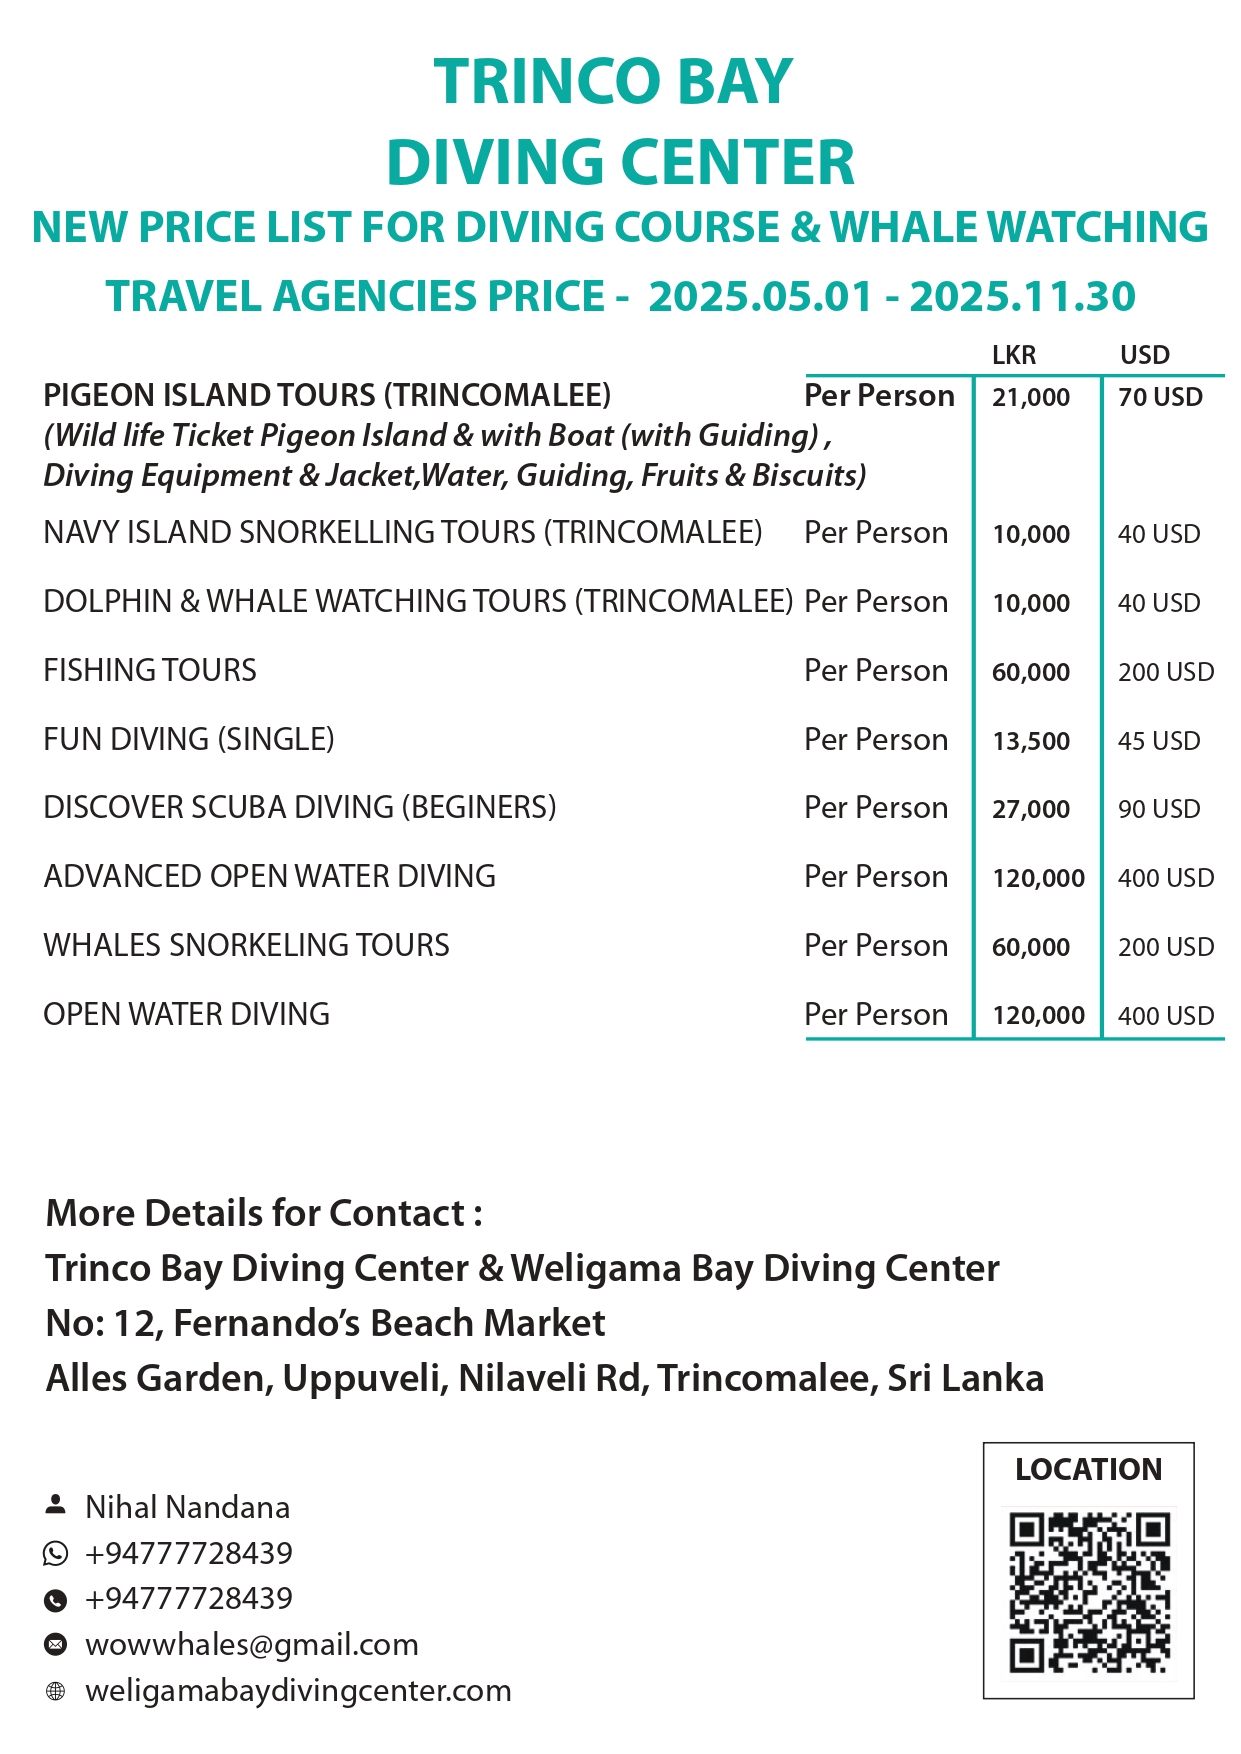 TRINCO BAY
DIVING CENTER
NEW PRICE LIST FOR DIVING COURSE & WHALE WATCHING
TRAVEL AGENCIES PRICE - 2025.05.01 - 2025.11.30
LKR USD
PIGEON ISLAND TOURS (TRINCOMALEE) Per Person 21,000 70 USD
(Wild life Ticket Pigeon Island & with Boat (with Guiding) ,
Diving Equipment & Jacket,Water, Guiding, Fruits & Biscuits)
NAVY ISLAND SNORKELLING TOURS (TRINCOMALEE) Per Person 10,000 40 USD
DOLPHIN & WHALE WATCHING TOURS (TRINCOMALEE) Per Person 10,000 40 USD
FISHING TOURS Per Person 60,000 200 USD
FUN DIVING (SINGLE) Per Person 13,500 45 USD
DISCOVER SCUBA DIVING (BEGINERS) Per Person 27,000 90 USD
ADVANCED OPEN WATER DIVING Per Person 120,000 400 USD
WHALES SNORKELING TOURS Per Person 60,000 200 USD
OPEN WATER DIVING Per Person 120,000 400 USD
More Details for Contact :
Trinco Bay Diving Center & Weligama Bay Diving Center
No: 12, Fernando’s Beach Market
Alles Garden, Uppuveli, Nilaveli Rd, Trincomalee, Sri Lanka
Nihal Nandana
+94777728439
+94777728439
wowwhales@gmail.com
weligamabaydivingcenter.com
LOCATION